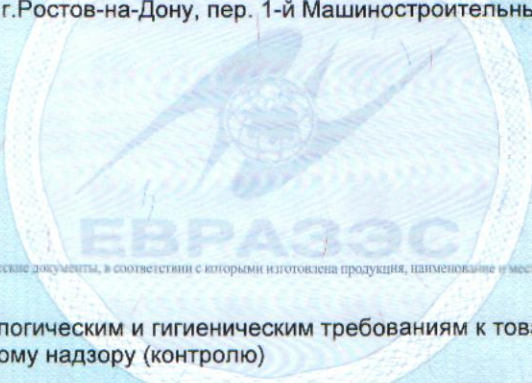 г.Ростов-на-Дону, пер. 1-й Машиностроительны
ЕВРАЗЭС
еские документы, в соответствии с которыми изготовлена продукция, наименование и мес
логическим и гигиеническим требованиям к това
ому надзору (контролю)